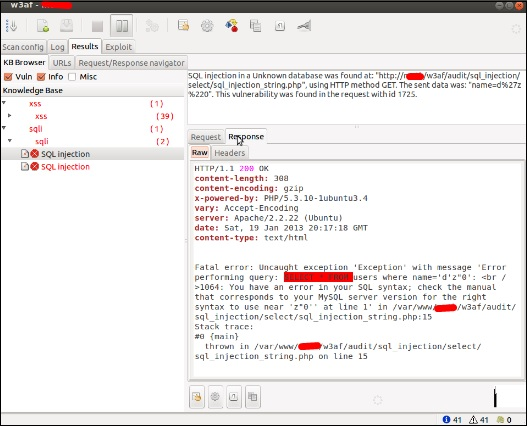 w3af -
Scan config Log Results Exploit
KB Browser URLs Request/Response navigator
Vuln Info Misc
Knowledge Base
xss (1)
xss (39)
sqli (1)
sqli (2)
SQL injection
SQL injection
SQL injection in a Unknown database was found at: "http://
/w3af/audit/sql_injection/
select/sql_injection_string.php", using HTTP method GET. The sent data was: "name=d%27z
%220". This vulnerability was found in the request with id 1725.
Request Response
Raw Headers
HTTP/1.1 200 OK
content-length: 308
content-encoding: gzip
x-powered-by: PHP/5.3.10-1ubuntu3.4
vary: Accept-Encoding
server: Apache/2.2.22 (Ubuntu)
date: Sat, 19 Jan 2013 20:17:18 GMT
content-type: text/html
Fatal error: Uncaught exception 'Exception' with message 'Error
performing query: users where name='d'z"0': <br /
>1064: You have an error in your SQL syntax; check the manual
that corresponds to your MySQL server version for the right
syntax to use near 'z"0'' at line 1' in /var/www/ /w3af/audit/
sql_injection/select/sql_injection_string.php:15
Stack trace:
#0 {main}
thrown in /var/www/ /w3af/audit/sql_injection/select/
sql_injection_string.php on line 15
41 41 0